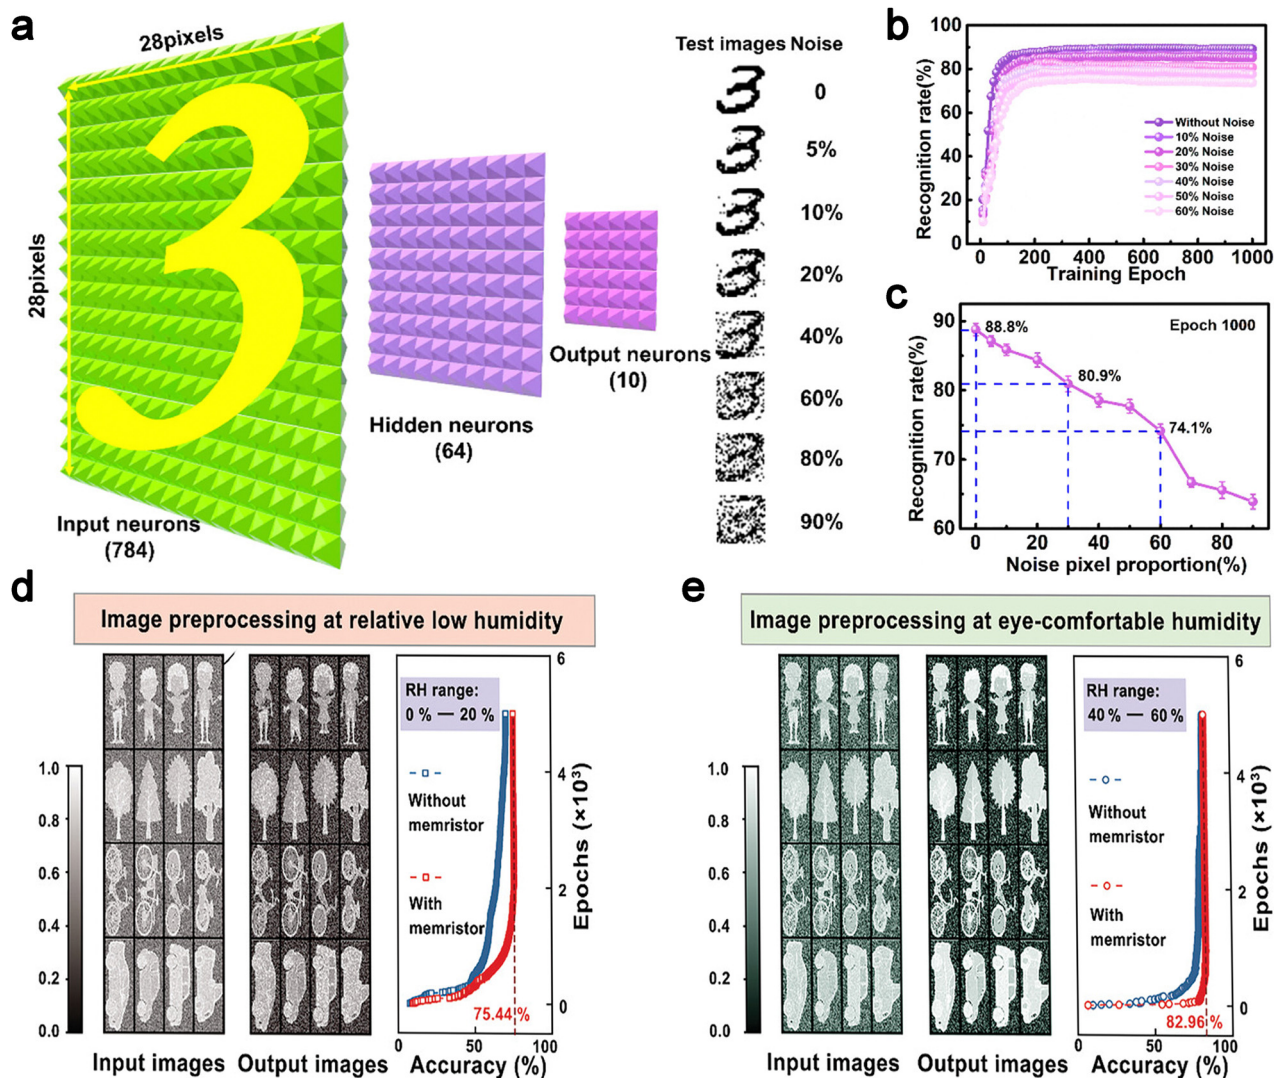 a
28pixels
28pixels
3
Input neurons
(784)
Hidden neurons
(64)
Output neurons
(10)
Test images Noise
3 0
3 5%
3 10%
3 20%
3 40%
60%
80%
90%
b
Recognition rate(%)
100
80
60
40
20
0
Without Noise
10% Noise
20% Noise
30% Noise
40% Noise
50% Noise
60% Noise
0 200 400 600 800 1000
Training Epoch
c
Recognition rate(%)
90
80
70
60
88.8%
80.9%
74.1%
Epoch 1000
0 20 40 60 80
Noise pixel proportion(%)
d
Image preprocessing at relative low humidity
1.0
0.8
0.6
0.4
0.2
0.0
Input images
Output images
RH range:
0 % — 20 %
Without
memristor
With
memristor
75.44 %
0 50 100
Accuracy (%)
6
4
2
0
Epochs (×10³)
e
Image preprocessing at eye-comfortable humidity
1.0
0.8
0.6
0.4
0.2
0.0
Input images
Output images
RH range:
40 % — 60 %
Without
memristor
With
memristor
82.96 %
0 50 100
Accuracy (%)
6
4
2
0
Epochs (×10³)